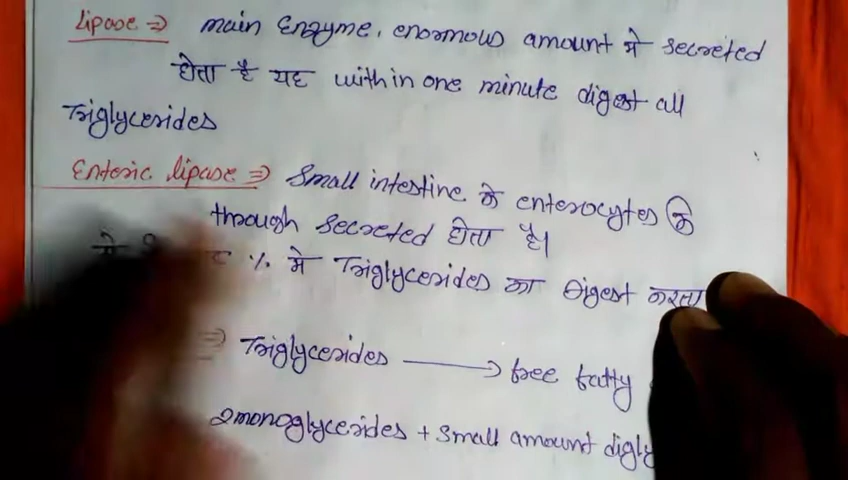 Lipase ⇒ main Enzyme, enormous amount मे secreted
होता है यह within one minute digest all
Triglycerides
Enteric lipase ⇒ Small intestine के enterocytes के
through secreted होता है।
% मे Triglycerides का Digest करता
⇒ Triglycerides → free fatty
2monoglycerides + Small amount